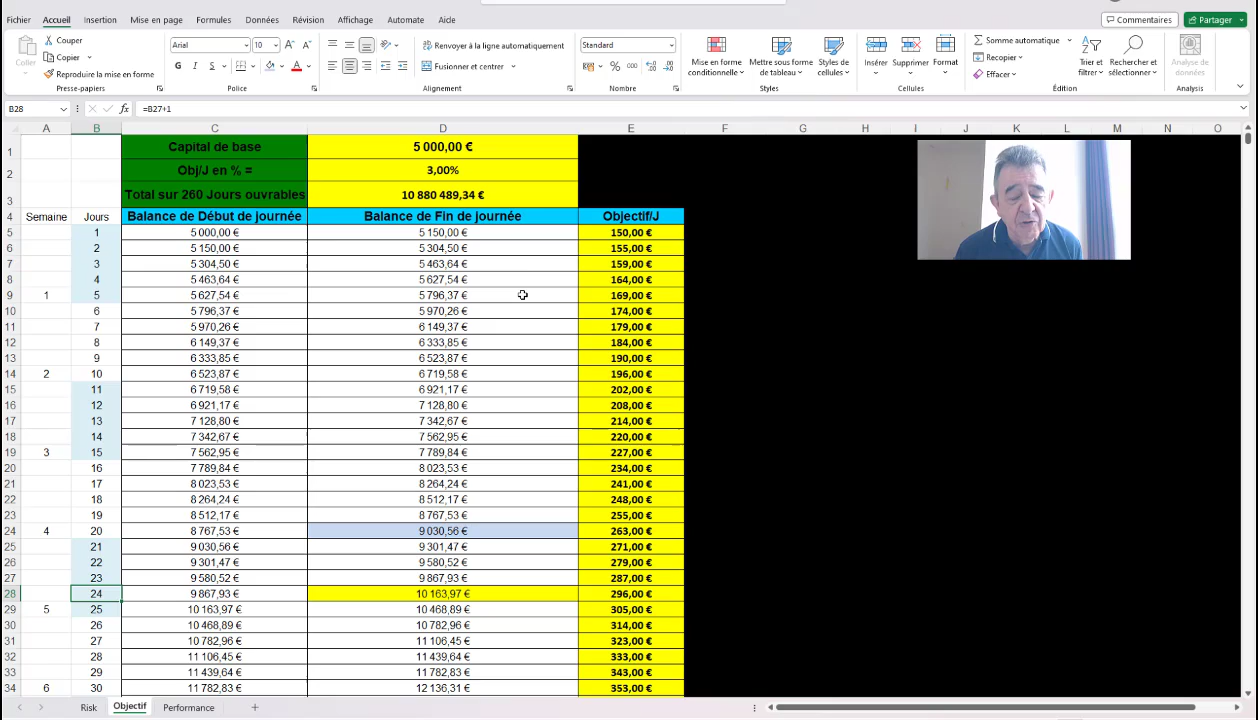 Fichier Accueil Insertion Mise en page Formules Données Révision Affichage Automate Aide Commentaires Partager
Coller
Couper
Copier
Reproduire la mise en forme
Presse-papiers
Arial 10
G I S
Police
Renvoyer à la ligne automatiquement
Fusionner et centrer
Alignement
Standard
% 000
Nombre
Mise en forme conditionnelle
Mettre sous forme de tableau
Styles de cellules
Styles
Insérer
Supprimer
Format
Cellules
Somme automatique
Recopier
Effacer
Trier et filtrer
Rechercher et sélectionner
Édition
Analyse de données
Analysis
B28 fx =B27+1
A B C D E F G H I J K L M N O
1 Capital de base 5 000,00 €
2 Obj/J en % = 3,00%
3 Total sur 260 Jours ouvrables 10 880 489,34 €
4 Semaine Jours Balance de Début de journée Balance de Fin de journée Objectif/J
5 1 5 000,00 € 5 150,00 € 150,00 €
6 2 5 150,00 € 5 304,50 € 155,00 €
7 3 5 304,50 € 5 463,64 € 159,00 €
8 4 5 463,64 € 5 627,54 € 164,00 €
9 1 5 5 627,54 € 5 796,37 € 169,00 €
10 6 5 796,37 € 5 970,26 € 174,00 €
11 7 5 970,26 € 6 149,37 € 179,00 €
12 8 6 149,37 € 6 333,85 € 184,00 €
13 9 6 333,85 € 6 523,87 € 190,00 €
14 2 10 6 523,87 € 6 719,58 € 196,00 €
15 11 6 719,58 € 6 921,17 € 202,00 €
16 12 6 921,17 € 7 128,80 € 208,00 €
17 13 7 128,80 € 7 342,67 € 214,00 €
18 14 7 342,67 € 7 562,95 € 220,00 €
19 3 15 7 562,95 € 7 789,84 € 227,00 €
20 16 7 789,84 € 8 023,53 € 234,00 €
21 17 8 023,53 € 8 264,24 € 241,00 €
22 18 8 264,24 € 8 512,17 € 248,00 €
23 19 8 512,17 € 8 767,53 € 255,00 €
24 4 20 8 767,53 € 9 030,56 € 263,00 €
25 21 9 030,56 € 9 301,47 € 271,00 €
26 22 9 301,47 € 9 580,52 € 279,00 €
27 23 9 580,52 € 9 867,93 € 287,00 €
28 24 9 867,93 € 10 163,97 € 296,00 €
29 5 25 10 163,97 € 10 468,89 € 305,00 €
30 26 10 468,89 € 10 782,96 € 314,00 €
31 27 10 782,96 € 11 106,45 € 323,00 €
32 28 11 106,45 € 11 439,64 € 333,00 €
33 29 11 439,64 € 11 782,83 € 343,00 €
34 6 30 11 782,83 € 12 136,31 € 353,00 €
Risk Objectif Performance